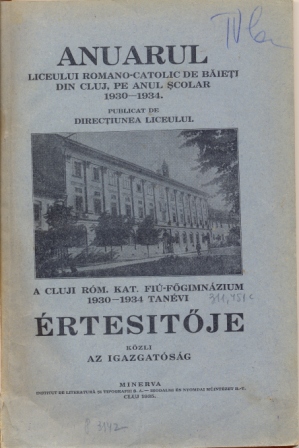 ANUARUL
LICEULUI ROMANO-CATOLIC DE BĂIEȚI
DIN CLUJ, PE ANUL ȘCOLAR
1930—1934.
PUBLICAT DE
DIRECȚIUNEA LICEULUI
A CLUJI RÓM. KAT. FIÚ-FŐGIMNÁZIUM
1930—1934 TANÉVI
ÉRTESITŐJE
KÖZLI
AZ IGAZGATÓSÁG
MINERVA